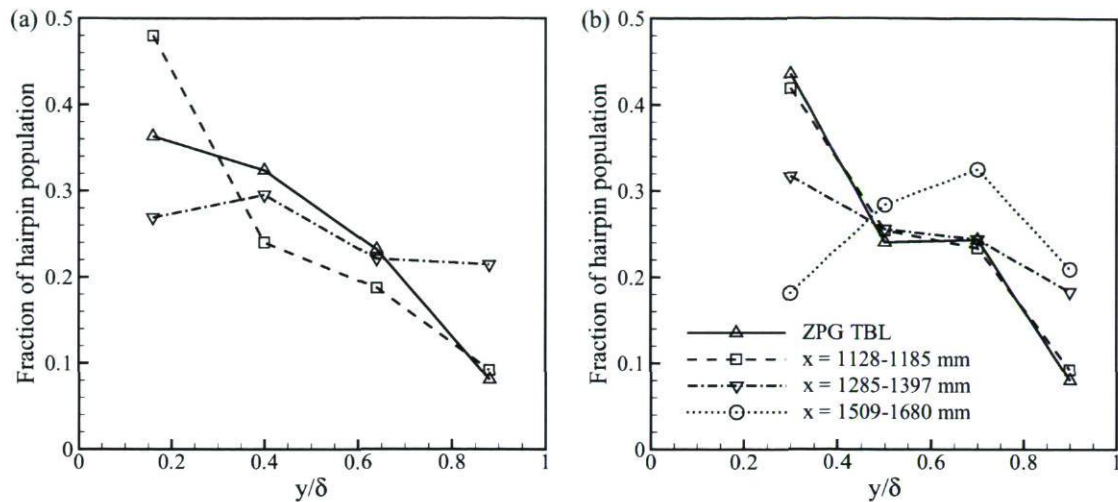 (a)
0.5
0.4
0.3
0.2
0.1
0
Fraction of hairpin population
0 0.2 0.4 0.6 0.8 1
y/δ
(b)
0.5
0.4
0.3
0.2
0.1
0
Fraction of hairpin population
ZPG TBL
x = 1128-1185 mm
x = 1285-1397 mm
x = 1509-1680 mm
0 0.2 0.4 0.6 0.8 1
y/δ